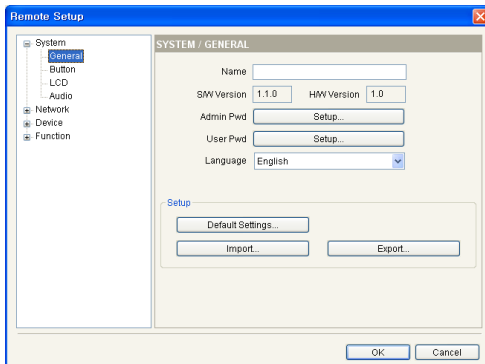 Remote Setup
System
General
Button
LCD
Audio
Network
Device
Function
SYSTEM / GENERAL
Name
S/W Version 1.1.0 H/W Version 1.0
Admin Pwd Setup...
User Pwd Setup...
Language English
Setup
Default Settings...
Import... Export...
OK Cancel